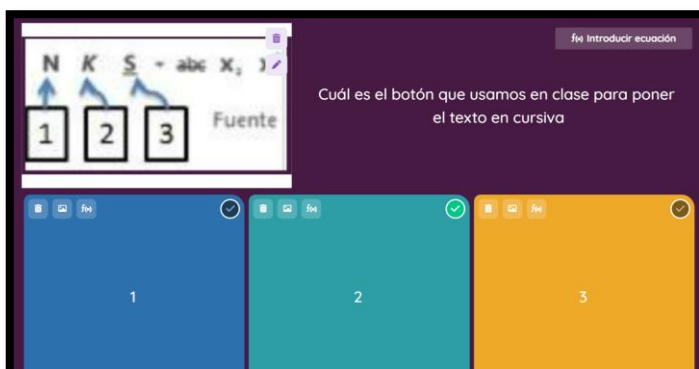 f(x) Introducir ecuación
N K S abc x,
1 2 3 Fuente
Cuál es el botón que usamos en clase para poner
el texto en cursiva
f(x) f(x) f(x)
1 2 3